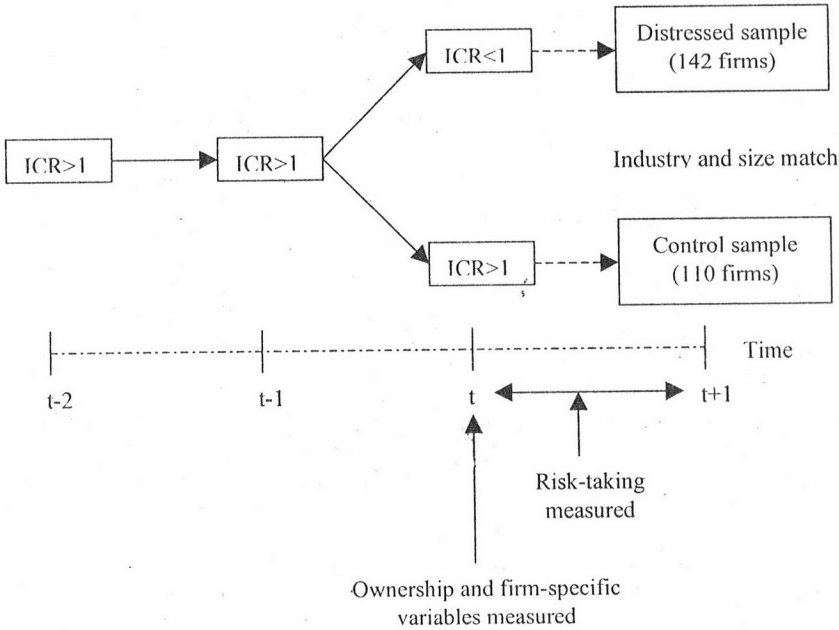 Distressed sample
(142 firms)
ICR<1
ICR>1
ICR>1
Industry and size match
Control sample
(110 firms)
ICR>1
Time
t-2
t-1
t
t+1
Risk-taking
measured
Ownership and firm-specific
variables measured